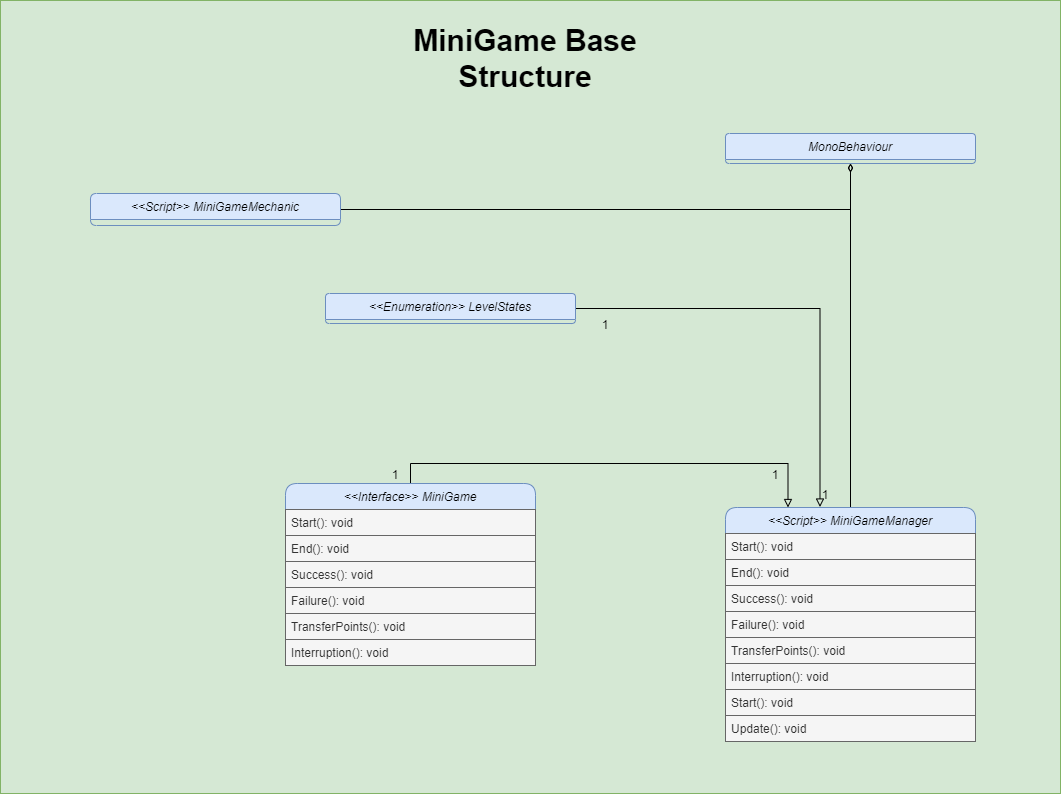 MiniGame Base
Structure
MonoBehaviour
<<Script>> MiniGameMechanic
<<Enumeration>> LevelStates
1
1
1
1
<<Interface>> MiniGame
Start(): void
End(): void
Success(): void
Failure(): void
TransferPoints(): void
Interruption(): void
<<Script>> MiniGameManager
Start(): void
End(): void
Success(): void
Failure(): void
TransferPoints(): void
Interruption(): void
Start(): void
Update(): void